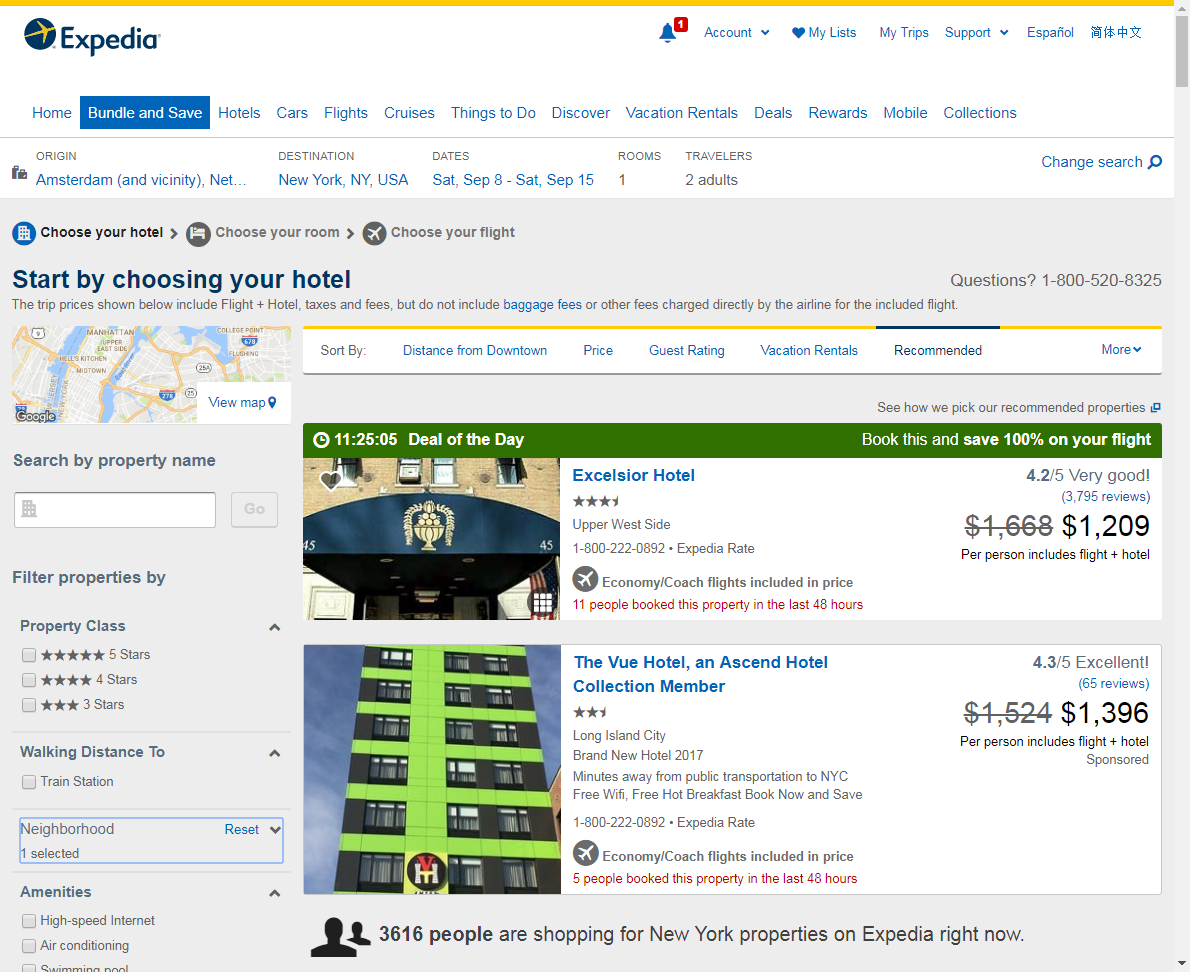 Expedia
1
Account
My Lists
My Trips
Support
Español
简体中文
Home
Bundle and Save
Hotels
Cars
Flights
Cruises
Things to Do
Discover
Vacation Rentals
Deals
Rewards
Mobile
Collections
ORIGIN
Amsterdam (and vicinity), Net...
DESTINATION
New York, NY, USA
DATES
Sat, Sep 8 - Sat, Sep 15
ROOMS
1
TRAVELERS
2 adults
Change search
Choose your hotel
Choose your room
Choose your flight
Start by choosing your hotel
Questions? 1-800-520-8325
The trip prices shown below include Flight + Hotel, taxes and fees, but do not include baggage fees or other fees charged directly by the airline for the included flight.
9
MANHATTAN
UPPER
EAST SIDE
HELL'S KITCHEN
MIDTOWN
COLLEGE POINT
678
FLUSHING
25A
25
278
Google
View map
Search by property name
Go
Filter properties by
Property Class
5 Stars
4 Stars
3 Stars
Walking Distance To
Train Station
Neighborhood
Reset
1 selected
Amenities
High-speed Internet
Air conditioning
Swimming pool
Sort By:
Distance from Downtown
Price
Guest Rating
Vacation Rentals
Recommended
More
See how we pick our recommended properties
11:25:05 Deal of the Day
Book this and save 100% on your flight
45
45
Excelsior Hotel
Upper West Side
1-800-222-0892 • Expedia Rate
Economy/Coach flights included in price
11 people booked this property in the last 48 hours
4.2/5 Very good!
(3,795 reviews)
$1,668 $1,209
Per person includes flight + hotel
The Vue Hotel, an Ascend Hotel
Collection Member
Long Island City
Brand New Hotel 2017
Minutes away from public transportation to NYC
Free Wifi, Free Hot Breakfast Book Now and Save
1-800-222-0892 • Expedia Rate
Economy/Coach flights included in price
5 people booked this property in the last 48 hours
4.3/5 Excellent!
(65 reviews)
$1,524 $1,396
Per person includes flight + hotel
Sponsored
3616 people are shopping for New York properties on Expedia right now.